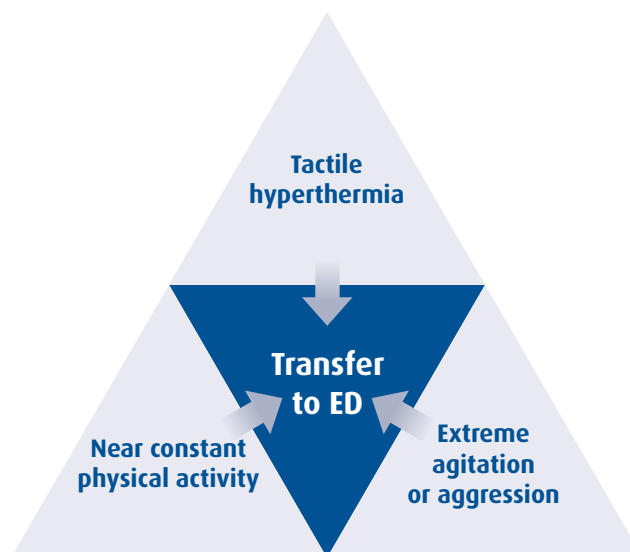 Tactile
hyperthermia
Transfer
to ED
Near constant
physical activity
Extreme
agitation
or aggression